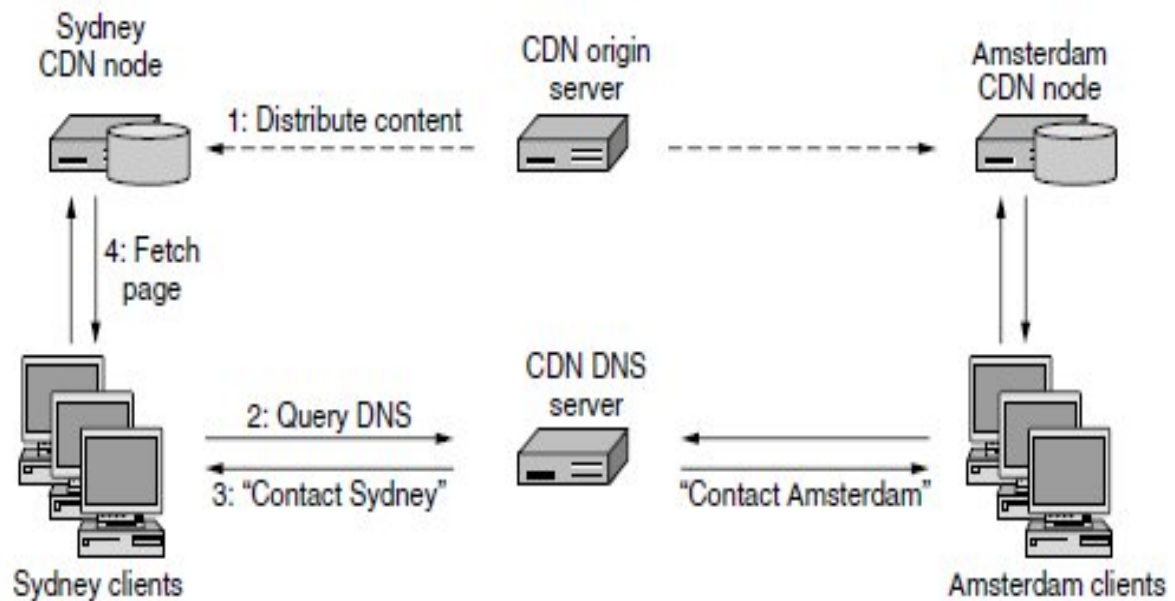 Sydney
CDN node
CDN origin
server
Amsterdam
CDN node
1: Distribute content
4: Fetch
page
CDN DNS
server
2: Query DNS
3: “Contact Sydney”
“Contact Amsterdam”
Sydney clients
Amsterdam clients